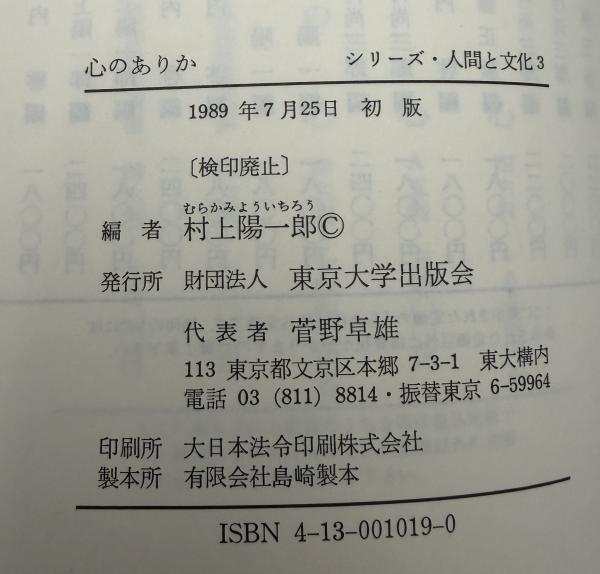 心のありか シリーズ・人間と文化3
1989年7月25日 初版
〔検印廃止〕
むらかみよういちろう
編者 村上陽一郎©
発行所 財団法人 東京大学出版会
代表者 菅野卓雄
113 東京都文京区本郷 7-3-1 東大構内
電話 03 (811) 8814・振替東京 6-59964
印刷所 大日本法令印刷株式会社
製本所 有限会社島崎製本
ISBN 4-13-001019-0